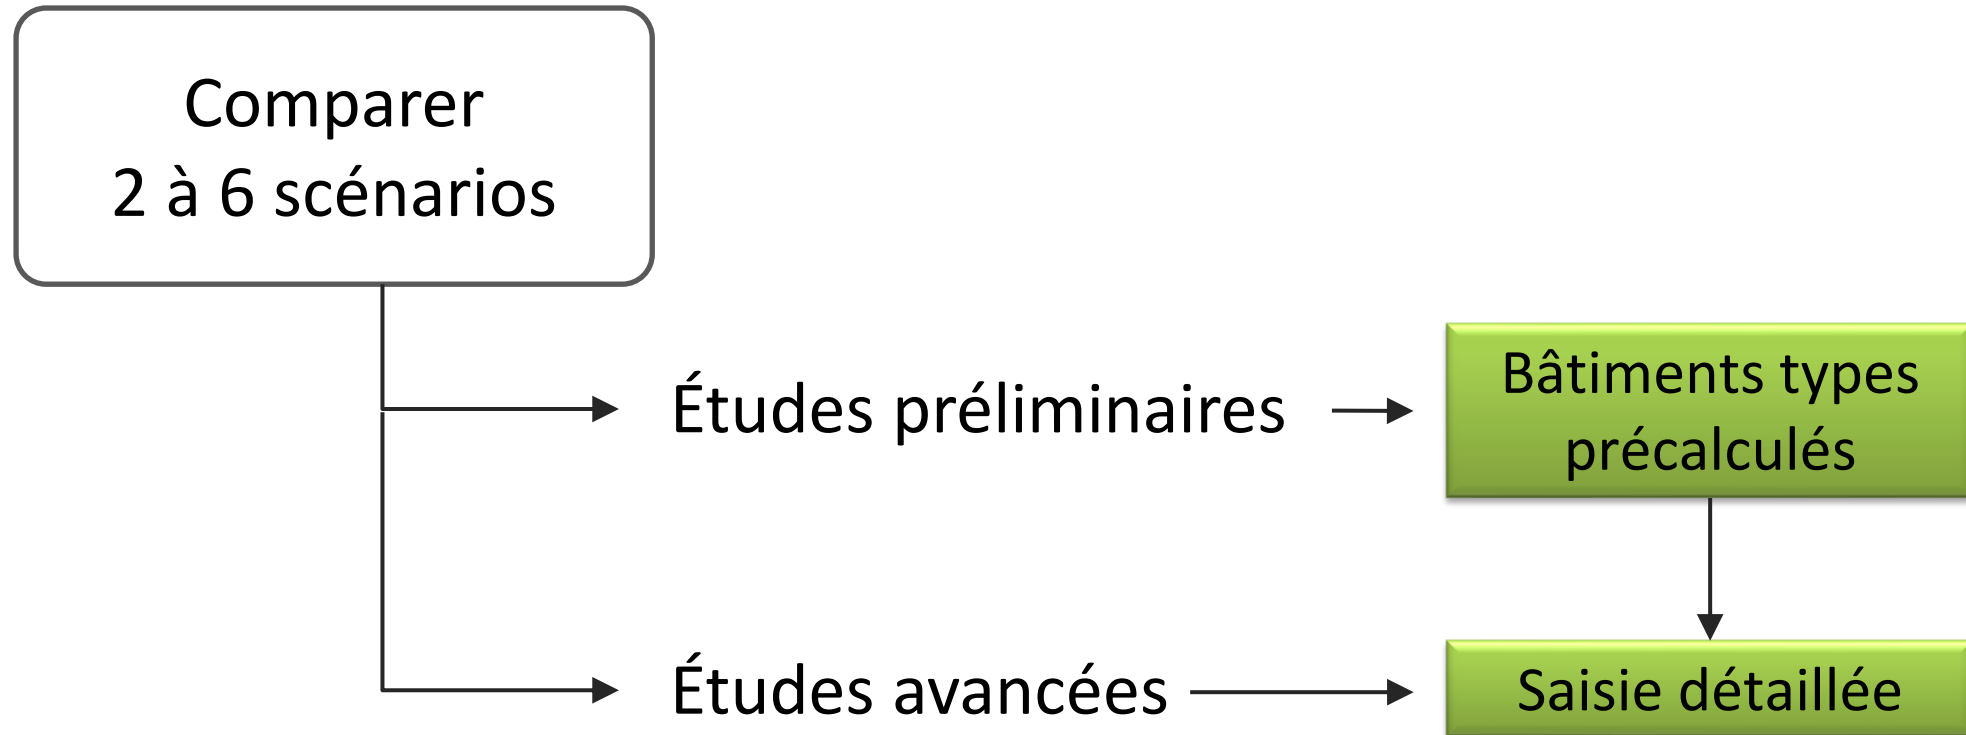 Comparer
2 à 6 scénarios
Études préliminaires
Bâtiments types
précalculés
Études avancées
Saisie détaillée